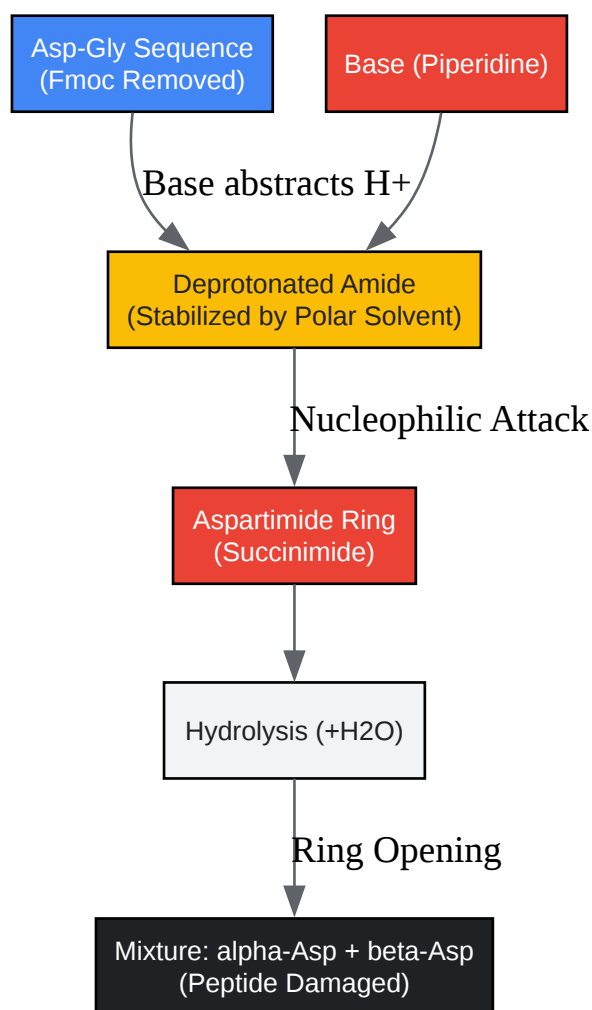 Asp-Gly Sequence
(Fmoc Removed)
Base (Piperidine)
Base abstracts H+
Deprotonated Amide
(Stabilized by Polar Solvent)
Nucleophilic Attack
Aspartimide Ring
(Succinimide)
Hydrolysis (+H2O)
Ring Opening
Mixture: alpha-Asp + beta-Asp
(Peptide Damaged)